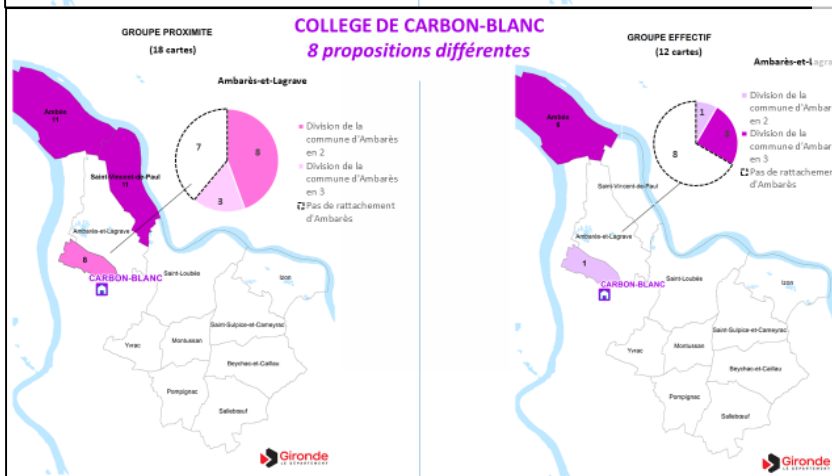 COLLEGE DE CARBON-BLANC
8 propositions différentes
GROUPE PROXIMITE
(18 cartes)
Ambarès-et-Lagrave
7
8
3
Division de la
commune d'Ambarès
en 2
Division de la
commune d'Ambarès
en 3
Pas de rattachement
d'Ambarès
Ambès
11
Saint-Vincent-de-Paul
11
Ambarès-et-Lagrave
8
CARBON-BLANC
Saint-Loubès
Izon
Saint-Sulpice-et-Cameyrac
Yvrac
Montussan
Beychac-et-Caillau
Pompignac
Sallebœuf
Gironde
LE DÉPARTEMENT
GROUPE EFFECTIF
(12 cartes)
Ambarès-et-Lagra
1
3
8
Division de la
commune d'Ambar
en 2
Division de la
commune d'Ambar
en 3
Pas de rattachemen
d'Ambarès
Ambès
Saint-Vincent-de-Paul
Ambarès-et-Lagrave
1
CARBON-BLANC
Saint-Loubès
Izon
Saint-Sulpice-et-Cameyrac
Yvrac
Montussan
Beychac-et-Caillau
Pompignac
Sallebœuf
Gironde
LE DÉPARTEMENT